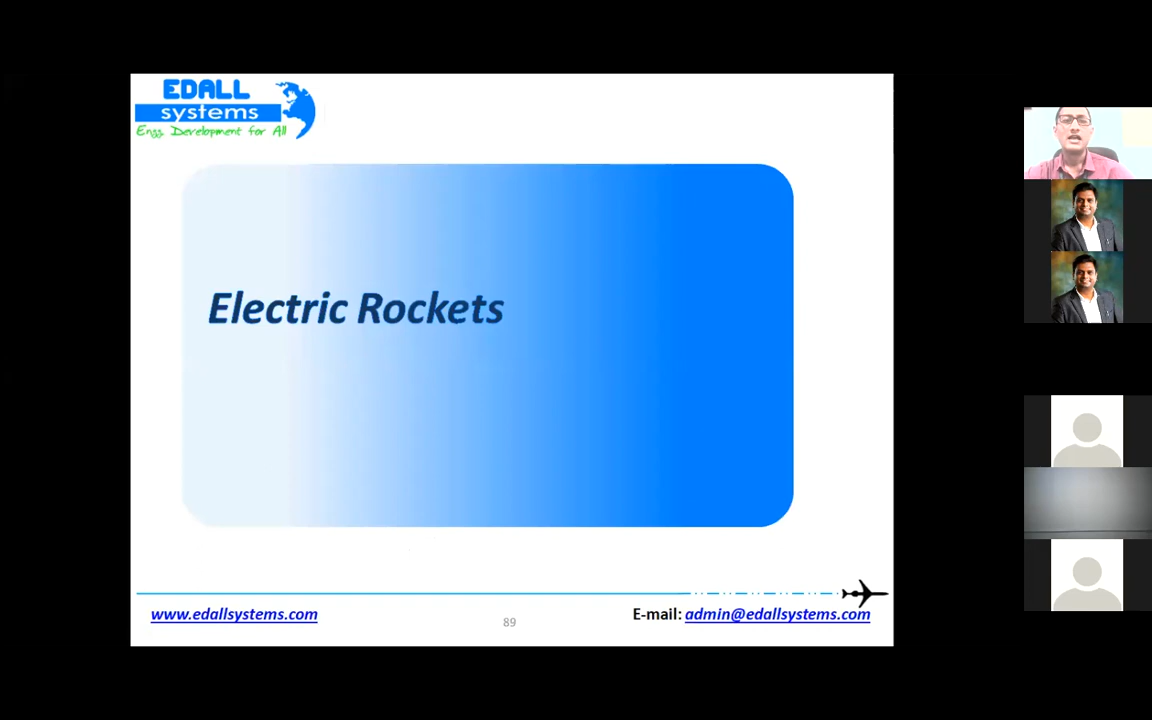 EDALL
systems
Engg Development for All
Electric Rockets
www.edallsystems.com
89
E-mail: admin@edallsystems.com